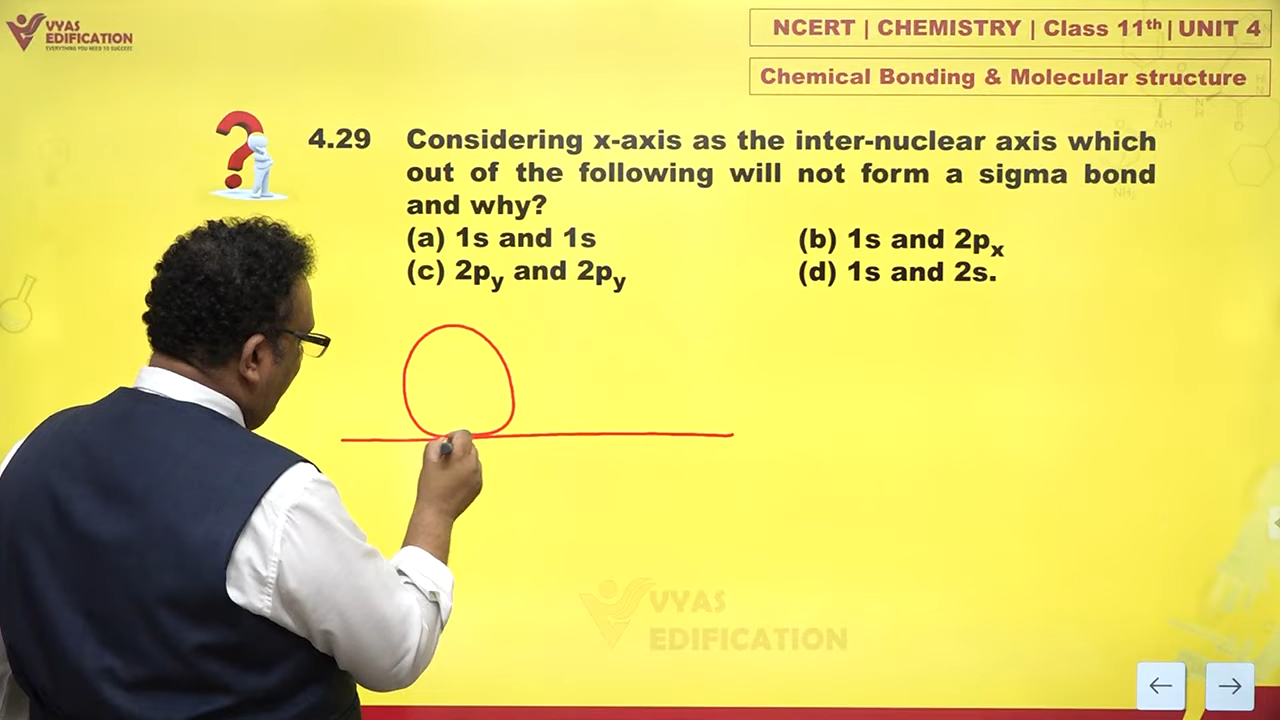 VYAS
EDIFICATION
EVERYTHING YOU NEED TO SUCCEED
NCERT | CHEMISTRY | Class 11th | UNIT 4
Chemical Bonding & Molecular structure
4.29 Considering x-axis as the inter-nuclear axis which
out of the following will not form a sigma bond
and why?
(a) 1s and 1s (b) 1s and 2px
(c) 2py and 2py (d) 1s and 2s.
VYAS
EDIFICATION